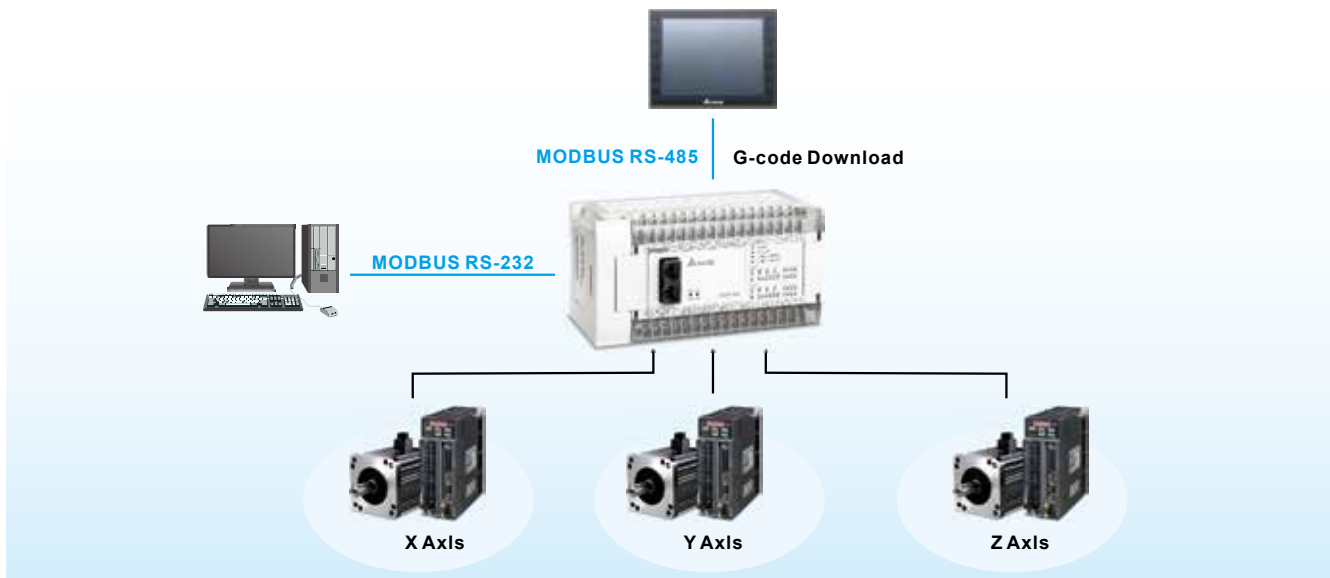 MODBUS RS-485
G-code Download
MODBUS RS-232
X AxIs
Y AxIs
Z AxIs